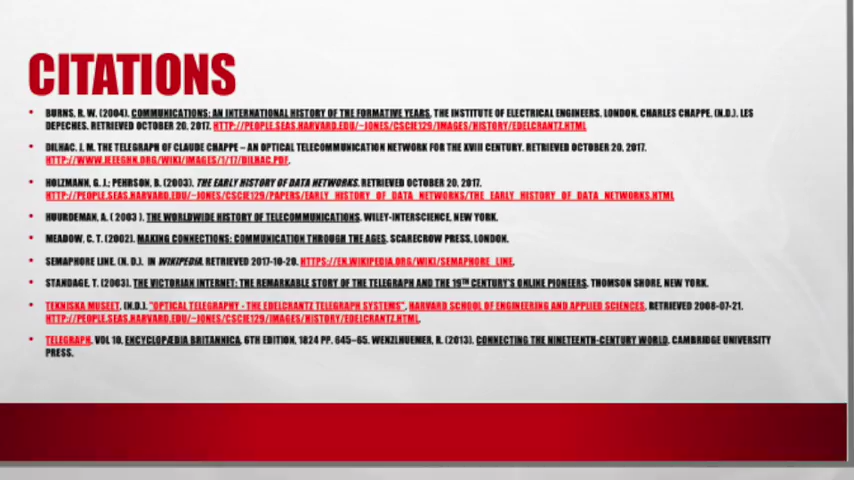 CITATIONS
• BURNS, R. W. (2004). COMMUNICATIONS: AN INTERNATIONAL HISTORY OF THE FORMATIVE YEARS. THE INSTITUTE OF ELECTRICAL ENGINEERS. LONDON. CHARLES CHAPPE. (N.D.). LES
DEPECHES. RETRIEVED OCTOBER 20, 2017. HTTP://PEOPLE.SEAS.HARVARD.EDU/~JONES/CSCIE129/IMAGES/HISTORY/EDELCRANTZ.HTML
• DILHAC, J. M. THE TELEGRAPH OF CLAUDE CHAPPE – AN OPTICAL TELECOMMUNICATION NETWORK FOR THE XVIII CENTURY. RETRIEVED OCTOBER 20, 2017.
HTTP://WWW.IEEEGHN.ORG/WIKI/IMAGES/1/17/DILHAC.PDF.
• HOLZMANN, G. J.; PEHRSON, B. (2003). THE EARLY HISTORY OF DATA NETWORKS. RETRIEVED OCTOBER 20, 2017.
HTTP://PEOPLE.SEAS.HARVARD.EDU/~JONES/CSCIE129/PAPERS/EARLY_HISTORY_OF_DATA_NETWORKS/THE_EARLY_HISTORY_OF_DATA_NETWORKS.HTML
• HUURDEMAN, A. ( 2003 ). THE WORLDWIDE HISTORY OF TELECOMMUNICATIONS. WILEY-INTERSCIENCE, NEW YORK.
• MEADOW, C. T. (2002). MAKING CONNECTIONS: COMMUNICATION THROUGH THE AGES. SCARECROW PRESS, LONDON.
• SEMAPHORE LINE. (N. D.). IN WIKIPEDIA. RETRIEVED 2017-10-20. HTTPS://EN.WIKIPEDIA.ORG/WIKI/SEMAPHORE_LINE.
• STANDAGE, T. (2003). THE VICTORIAN INTERNET: THE REMARKABLE STORY OF THE TELEGRAPH AND THE 19TH CENTURY'S ONLINE PIONEERS. THOMSON SHORE, NEW YORK.
• TEKNISKA MUSEET. (N.D.). "OPTICAL TELEGRAPHY - THE EDELCRANTZ TELEGRAPH SYSTEMS". HARVARD SCHOOL OF ENGINEERING AND APPLIED SCIENCES. RETRIEVED 2008-07-21.
HTTP://PEOPLE.SEAS.HARVARD.EDU/~JONES/CSCIE129/IMAGES/HISTORY/EDELCRANTZ.HTML.
• TELEGRAPH. VOL 10. ENCYCLOPÆDIA BRITANNICA. 6TH EDITION, 1824 PP. 645–65. WENZLHUEMER, R. (2013). CONNECTING THE NINETEENTH-CENTURY WORLD. CAMBRIDGE UNIVERSITY
PRESS.